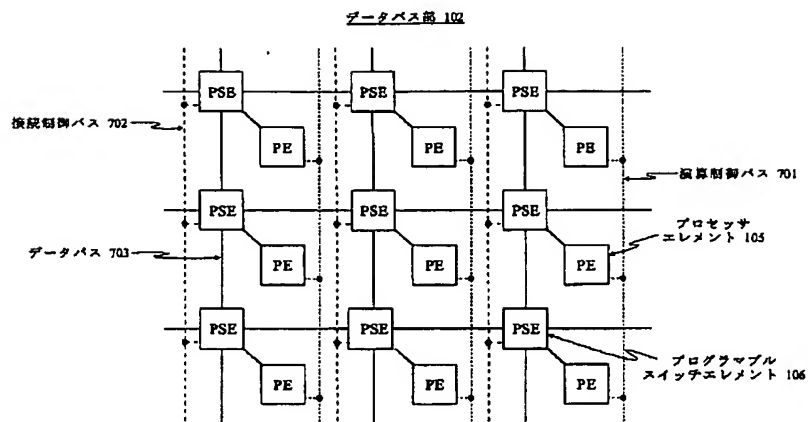 データパス部 102
PSE
PSE
PSE
接続制御バス 702
PE
PE
PE
演算制御バス 701
PSE
PSE
PSE
プロセッサ
エレメント 105
データバス 703
PE
PE
PE
PSE
PSE
PSE
プログラマブル
スイッチエレメント 106
PE
PE
PE